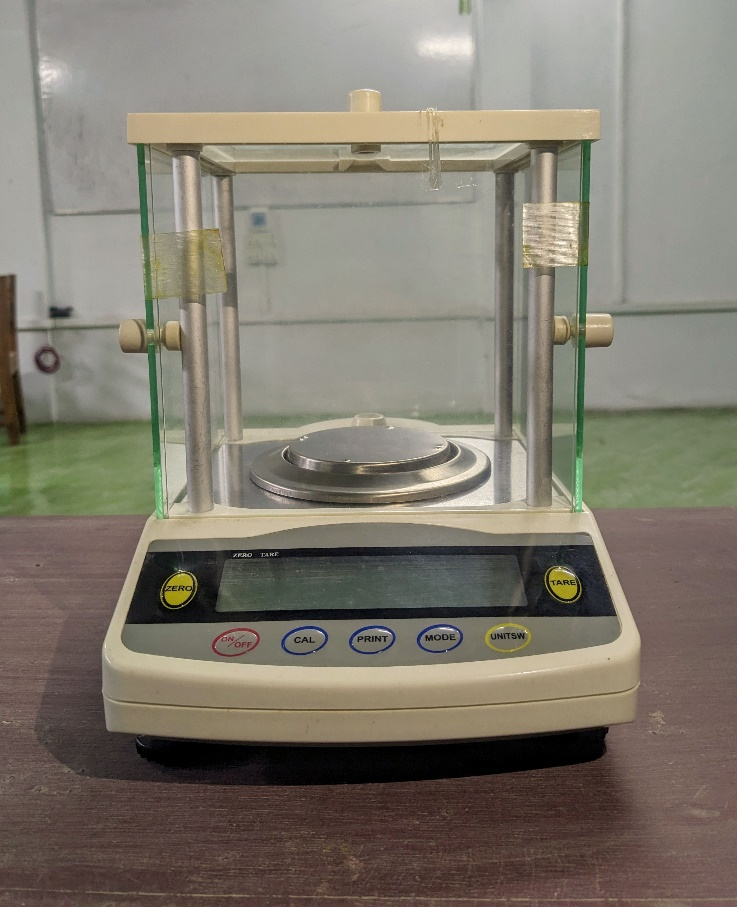 ZERO TARE
ZERO
TARE
ON/OFF
CAL
PRINT
MODE
UNITSW